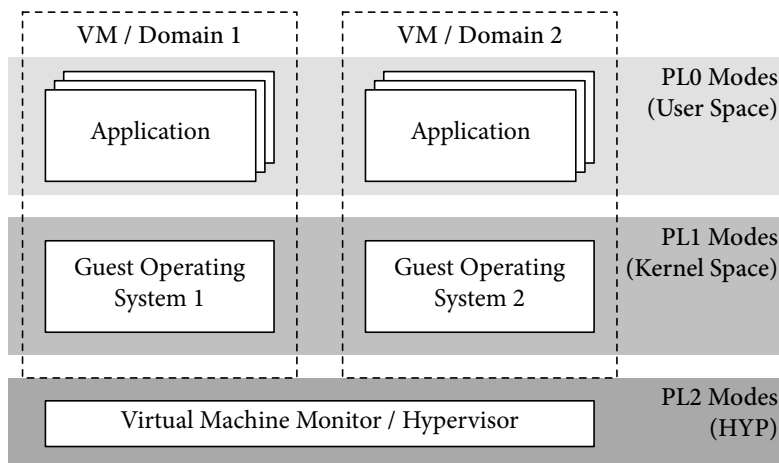 VM / Domain 1
VM / Domain 2
PL0 Modes
(User Space)
Application
Application
PL1 Modes
(Kernel Space)
Guest Operating
System 1
Guest Operating
System 2
PL2 Modes
(HYP)
Virtual Machine Monitor / Hypervisor